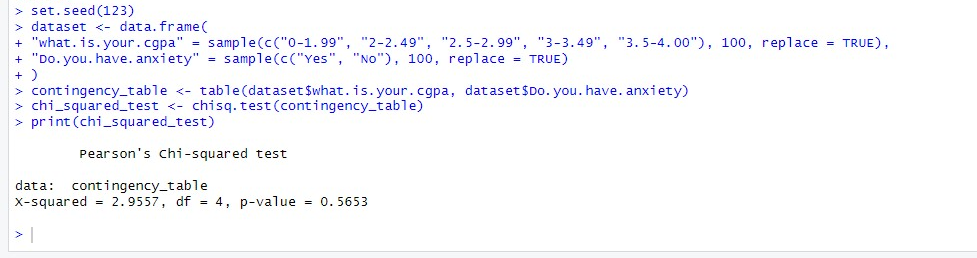 > set.seed(123)
> dataset <- data.frame(
+ "what.is.your.cgpa" = sample(c("0-1.99", "2-2.49", "2.5-2.99", "3-3.49", "3.5-4.00"), 100, replace = TRUE),
+ "Do.you.have.anxiety" = sample(c("Yes", "No"), 100, replace = TRUE)
+ )
> contingency_table <- table(dataset$what.is.your.cgpa, dataset$Do.you.have.anxiety)
> chi_squared_test <- chisq.test(contingency_table)
> print(chi_squared_test)
Pearson's Chi-squared test
data:  contingency_table
X-squared = 2.9557, df = 4, p-value = 0.5653
>